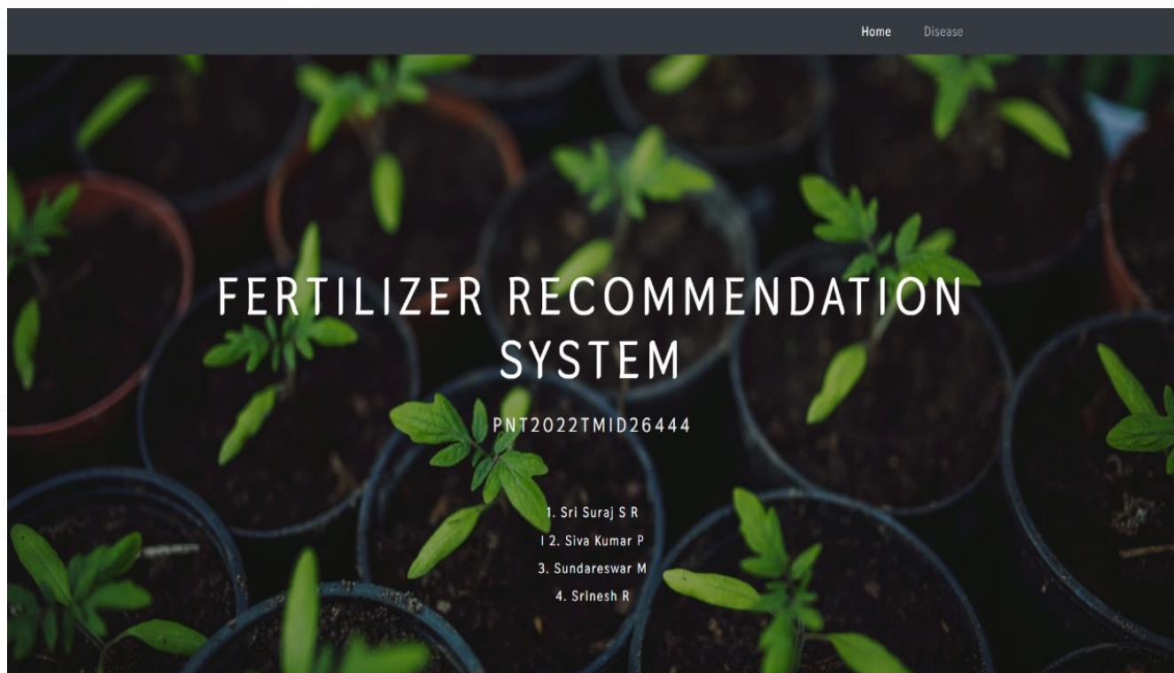 Home Disease
FERTILIZER RECOMMENDATION
SYSTEM
PNT2022TMID26444
1. Sri Suraj S R
I 2. Siva Kumar P
3. Sundareswar M
4. Srinesh R